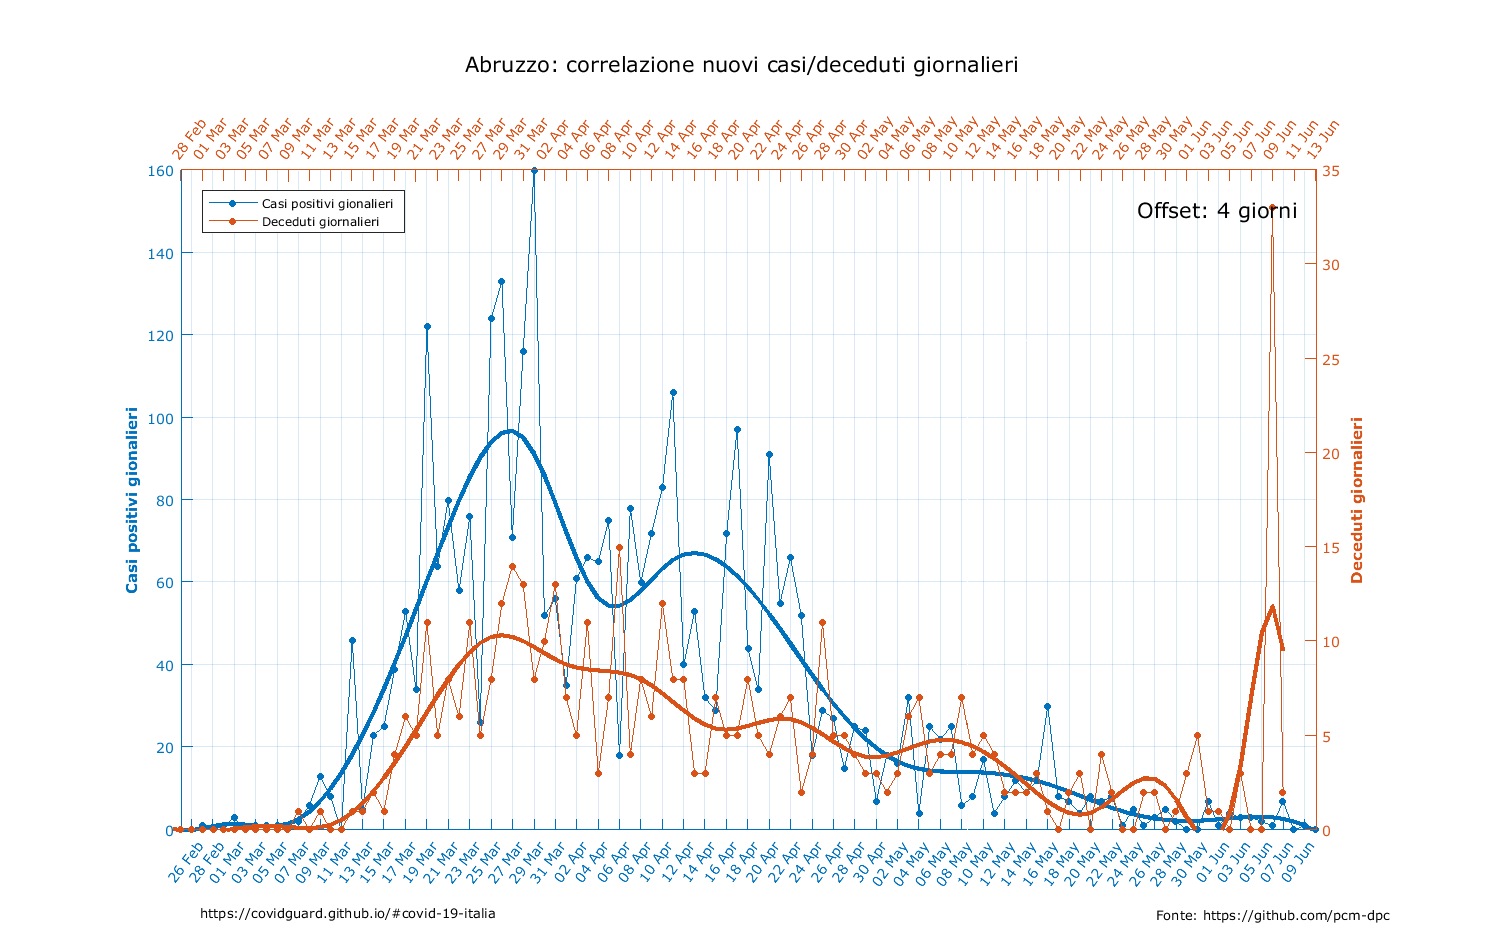 Abruzzo: correlazione nuovi casi/deceduti giornalieri
28 Feb 01 Mar 03 Mar 05 Mar 07 Mar 09 Mar 11 Mar 13 Mar 15 Mar 17 Mar 19 Mar 21 Mar 23 Mar 25 Mar 27 Mar 29 Mar 31 Mar 02 Apr 04 Apr 06 Apr 08 Apr 10 Apr 12 Apr 14 Apr 16 Apr 18 Apr 20 Apr 22 Apr 24 Apr 26 Apr 28 Apr 30 Apr 02 May 04 May 06 May 08 May 10 May 12 May 14 May 16 May 18 May 20 May 22 May 24 May 26 May 28 May 30 May 01 Jun 03 Jun 05 Jun 07 Jun 09 Jun 11 Jun 13 Jun
Casi positivi gionalieri
Deceduti giornalieri
Offset: 4 giorni
160
140
120
100
80
60
40
20
0
Casi positivi gionalieri
35
30
25
20
15
10
5
0
Deceduti giornalieri
26 Feb 28 Feb 01 Mar 03 Mar 05 Mar 07 Mar 09 Mar 11 Mar 13 Mar 15 Mar 17 Mar 19 Mar 21 Mar 23 Mar 25 Mar 27 Mar 29 Mar 31 Mar 02 Apr 04 Apr 06 Apr 08 Apr 10 Apr 12 Apr 14 Apr 16 Apr 18 Apr 20 Apr 22 Apr 24 Apr 26 Apr 28 Apr 30 Apr 02 May 04 May 06 May 08 May 10 May 12 May 14 May 16 May 18 May 20 May 22 May 24 May 26 May 28 May 30 May 01 Jun 03 Jun 05 Jun 07 Jun 09 Jun
https://covidguard.github.io/#covid-19-italia
Fonte: https://github.com/pcm-dpc